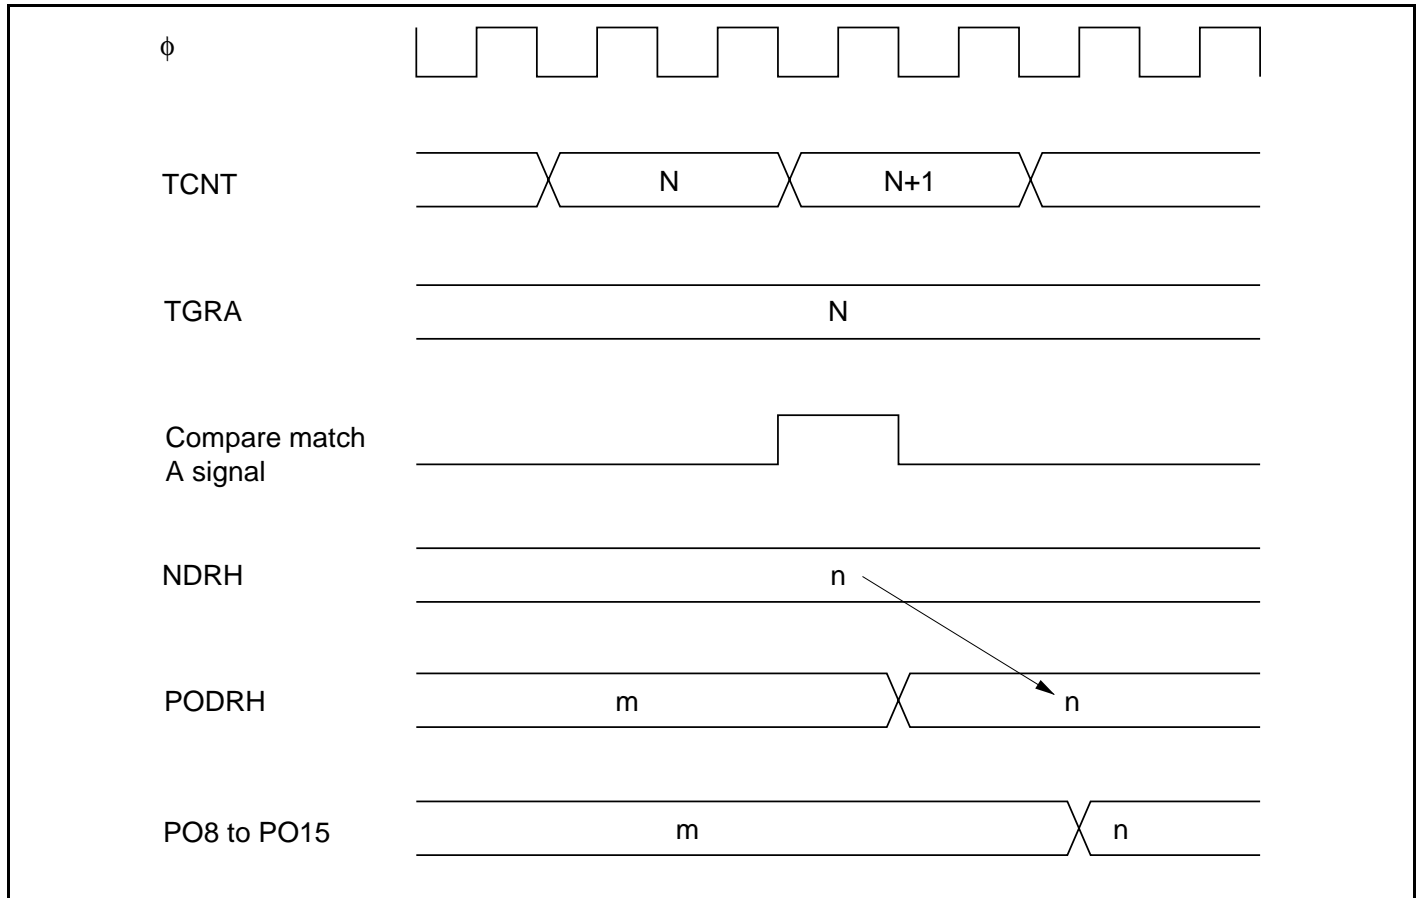 ϕ
TCNT
N
N+1
TGRA
N
Compare match
A signal
NDRH
n
PODRH
m
n
PO8 to PO15
m
n